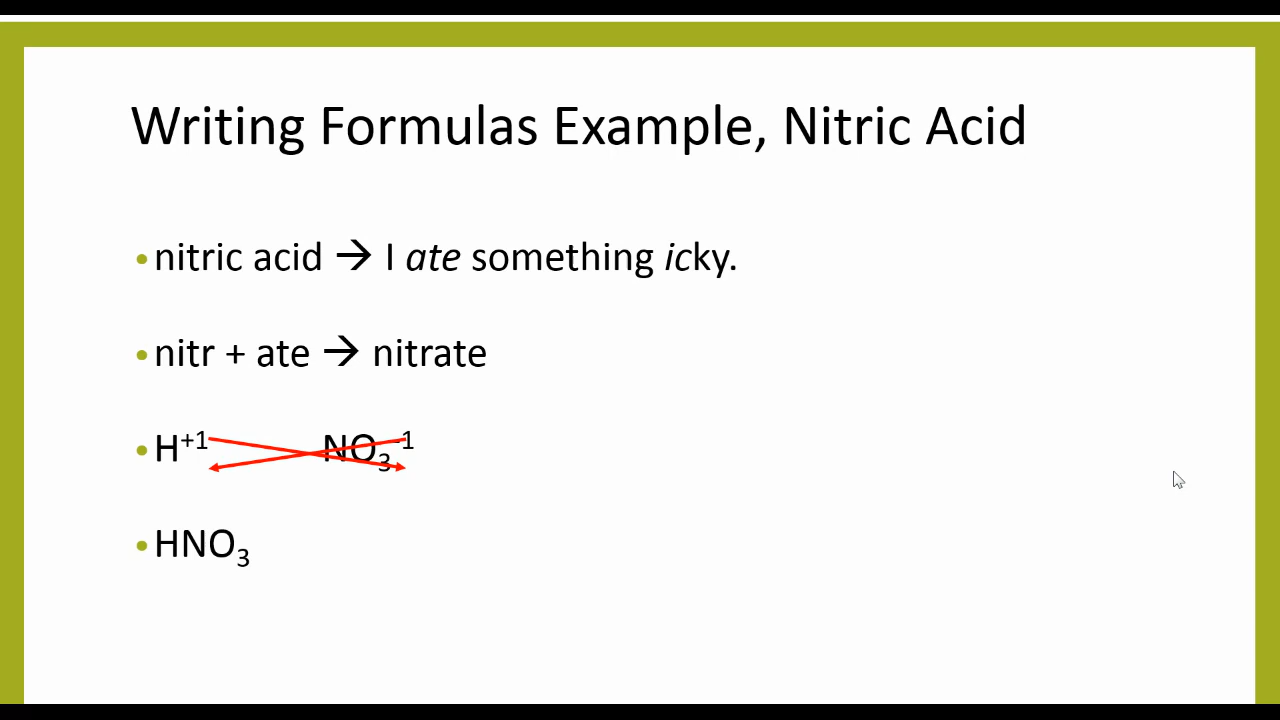 Writing Formulas Example, Nitric Acid
• nitric acid → I ate something icky.
• nitr + ate → nitrate
• H⁺¹ NO₃⁻¹
• HNO₃